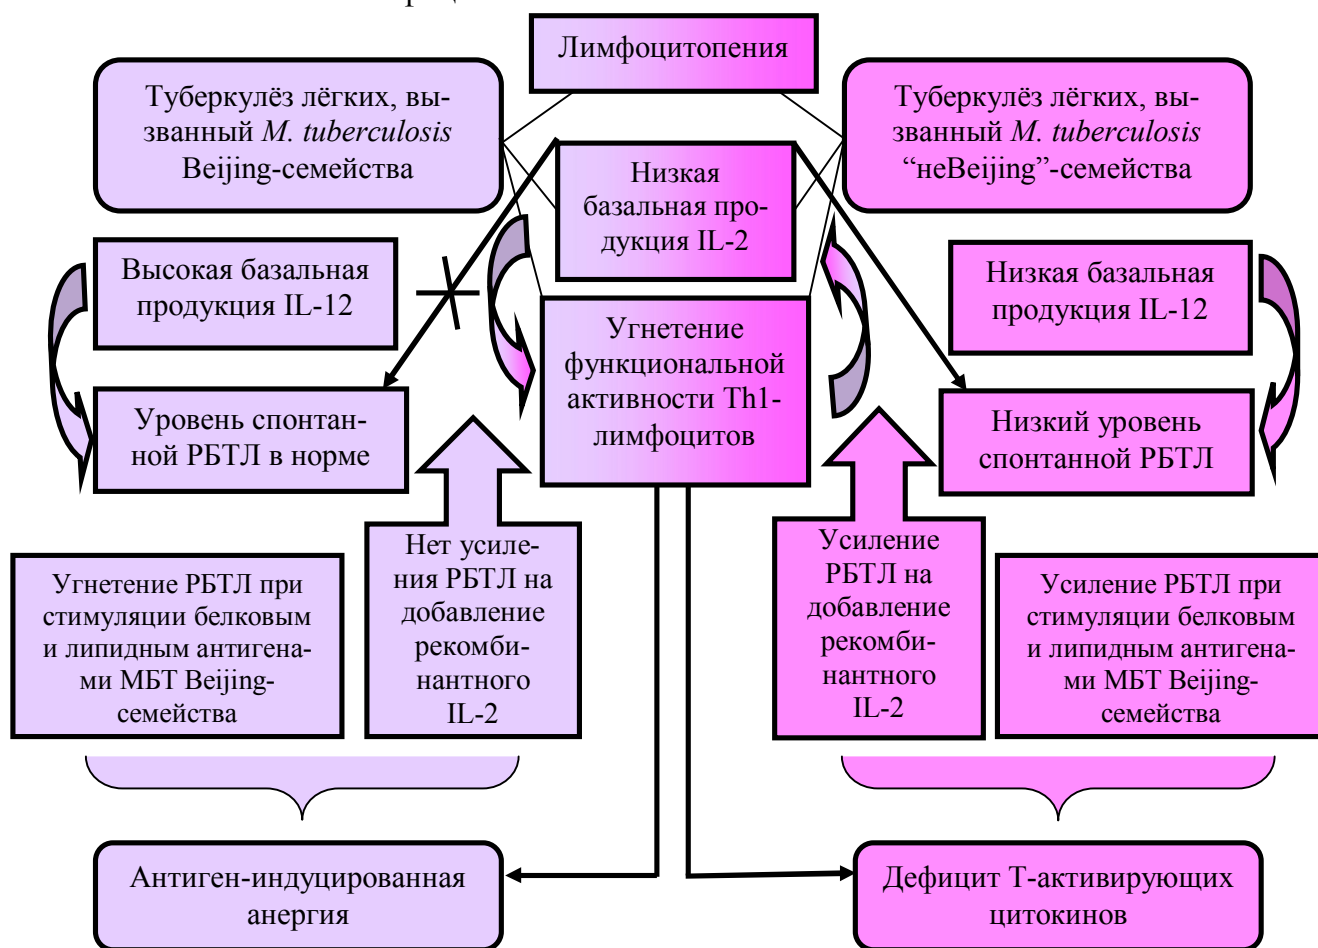 Лимфоцитопения
Туберкулёз лёгких, вы-
званный M. tuberculosis
Beijing-семейства
Туберкулёз лёгких, вы-
званный M. tuberculosis
“неBeijing”-семейства
Низкая
базальная про-
дукция IL-2
Высокая базальная
продукция IL-12
Низкая базальная
продукция IL-12
Угнетение
функциональной
активности Th1-
лимфоцитов
Уровень спонтан-
ной РБТЛ в норме
Низкий уровень
спонтанной РБТЛ
Угнетение РБТЛ при
стимуляции белковым
и липидным антигена-
ми МБТ Beijing-
семейства
Нет усиле-
ния РБТЛ на
добавление
рекомби-
нантного
IL-2
Усиление
РБТЛ на
добавление
рекомби-
нантного
IL-2
Усиление РБТЛ при
стимуляции белковым
и липидным антигена-
ми МБТ Beijing-
семейства
Антиген-индуцированная
анергия
Дефицит Т-активирующих
цитокинов